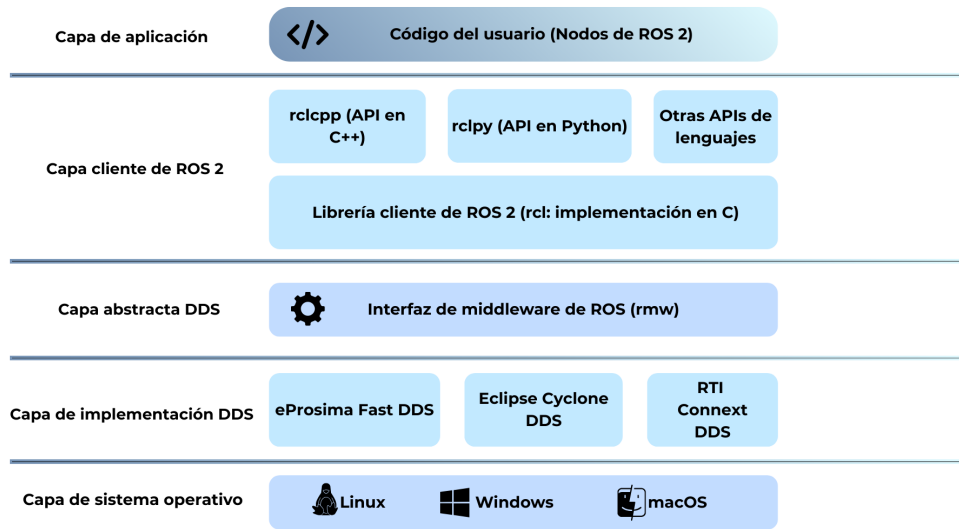 Capa de aplicación
Código del usuario (Nodos de ROS 2)
Capa cliente de ROS 2
rclcpp (API en
C++)
rclpy (API en Python)
Otras APIs de
lenguajes
Librería cliente de ROS 2 (rcl: implementación en C)
Capa abstracta DDS
Interfaz de middleware de ROS (rmw)
Capa de implementación DDS
eProsima Fast DDS
Eclipse Cyclone
DDS
RTI
Connext
DDS
Capa de sistema operativo
Linux
Windows
macOS